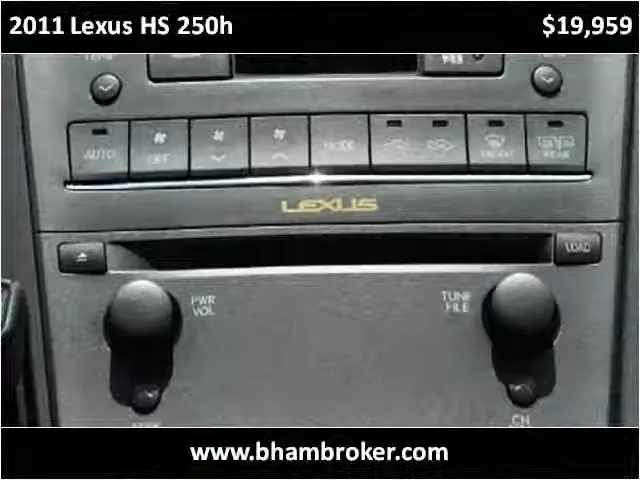 2011 Lexus HS 250h
$19,959
AUTO
OFF
MODE
FRONT
REAR
LEXUS
LOAD
PWR
VOL
TUNE
FILE
CH
www.bhambroker.com